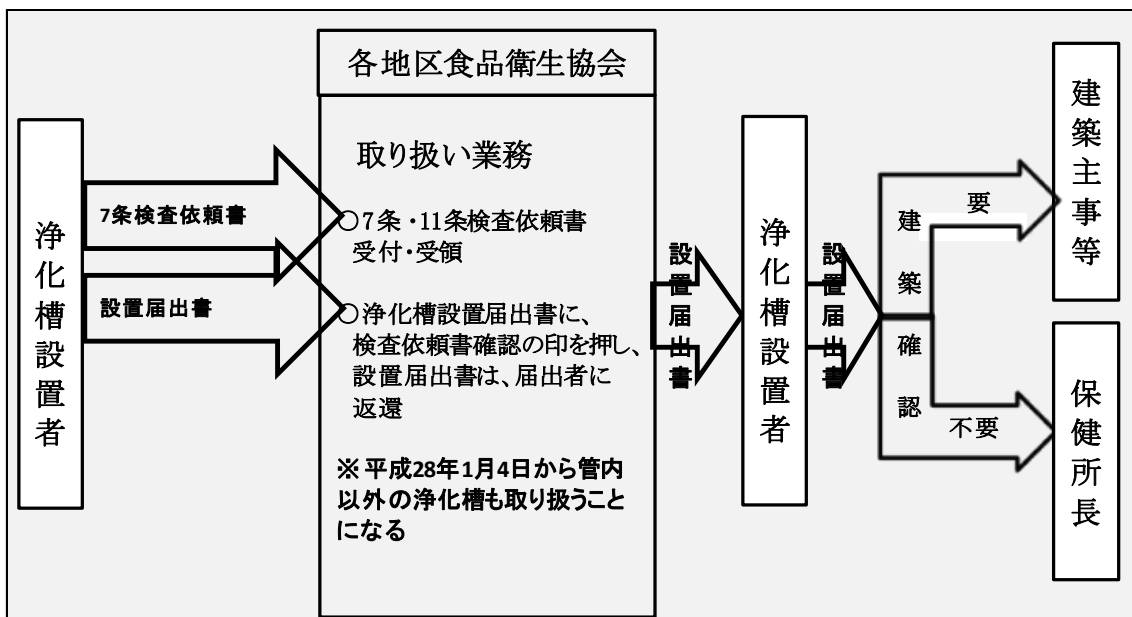 浄化槽設置者
7条検査依頼書
設置届出書
各地区食品衛生協会
取り扱い業務
○7条・11条検査依頼書
受付・受領
○浄化槽設置届出書に、
検査依頼書確認の印を押し、
設置届出書は、届出者に
返還
※平成28年1月4日から管内
以外の浄化槽も取り扱うこと
になる
設置届出書
浄化槽設置者
設置届出書
建築確認
要
不要
建築主事等
保健所長